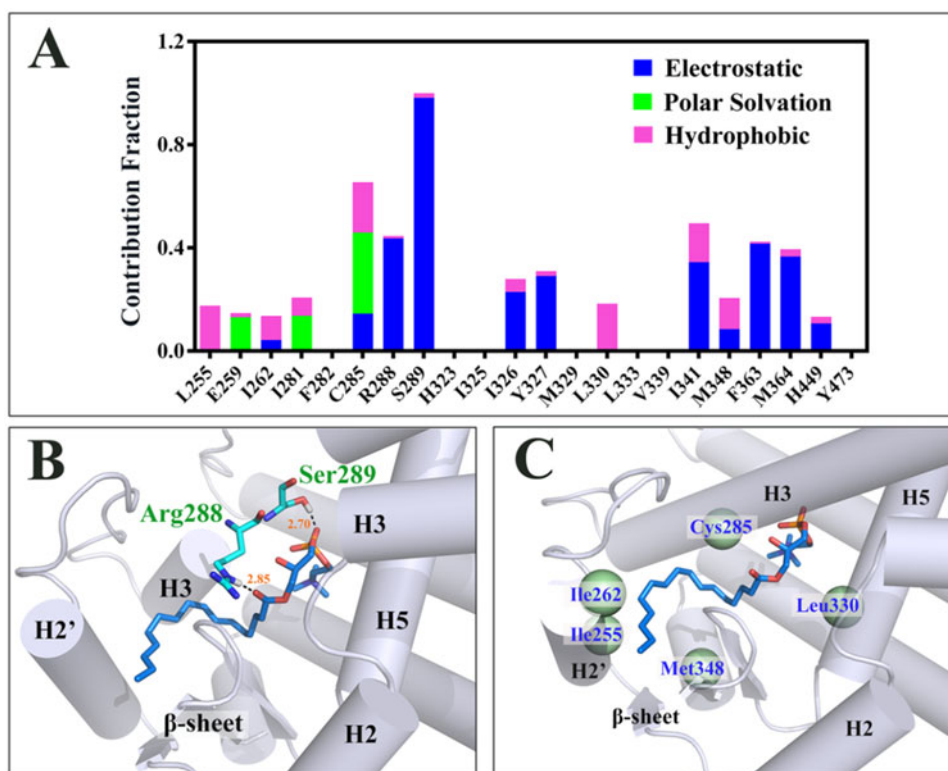 A
1.2
0.8
0.4
0.0
Contribution Fraction
Electrostatic
Polar Solvation
Hydrophobic
L255
E259
I262
I281
F282
C285
R288
S289
H323
I325
I326
Y327
M329
L330
L333
V339
I341
M348
F363
M364
H449
Y473
B
Ser289
Arg288
2.70
H3
2.85
H3
H5
H2’
β-sheet
H2
C
H3
H5
Cys285
Ile262
Leu330
Ile255
H2’
Met348
β-sheet
H2